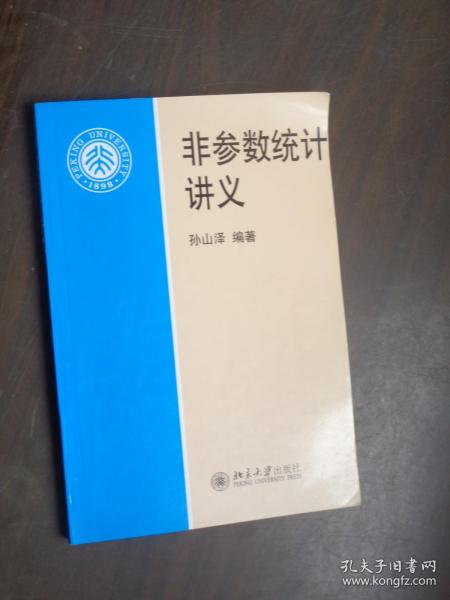 PEKING UNIVERSITY
1898
非参数统计
讲义
孙山泽 编著
北京大学出版社
PEKING UNIVERSITY PRESS
孔夫子旧书网
www.kongfz.com